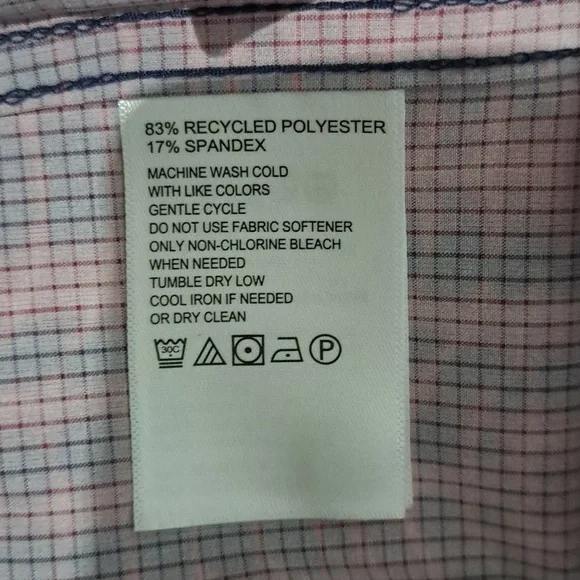 83% RECYCLED POLYESTER
17% SPANDEX
MACHINE WASH COLD
WITH LIKE COLORS
GENTLE CYCLE
DO NOT USE FABRIC SOFTENER
ONLY NON-CHLORINE BLEACH
WHEN NEEDED
TUMBLE DRY LOW
COOL IRON IF NEEDED
OR DRY CLEAN
30C P